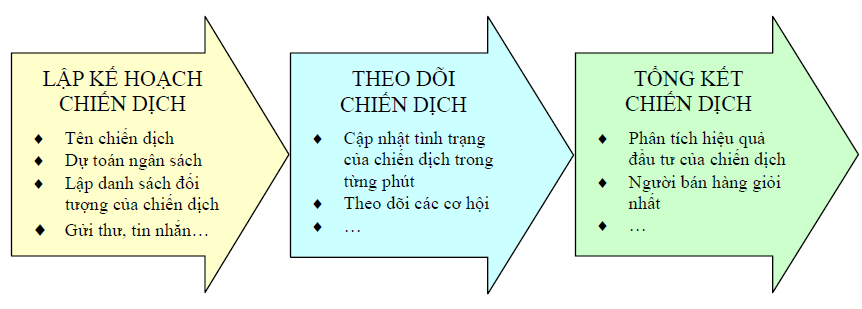 LẬP KẾ HOẠCH
CHIẾN DỊCH
♦ Tên chiến dịch
♦ Dự toán ngân sách
♦ Lập danh sách đối
tượng của chiến dịch
♦ Gửi thư, tin nhắn…
THEO DÕI
CHIẾN DỊCH
♦ Cập nhật tình trạng
của chiến dịch trong
từng phút
♦ Theo dõi các cơ hội
♦ …
TỔNG KẾT
CHIẾN DỊCH
♦ Phân tích hiệu quả
đầu tư của chiến dịch
♦ Người bán hàng giỏi
nhất
♦ …